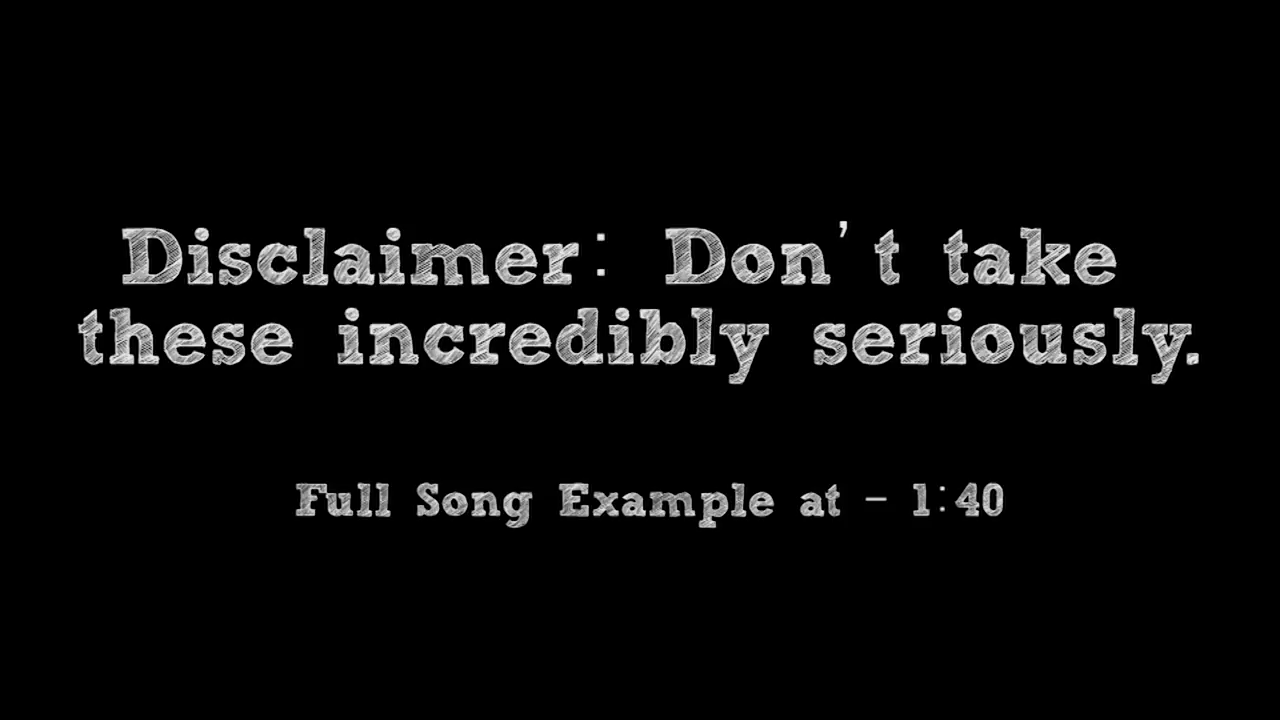 Disclaimer: Don't take
these incredibly seriously.
Full Song Example at - 1:40